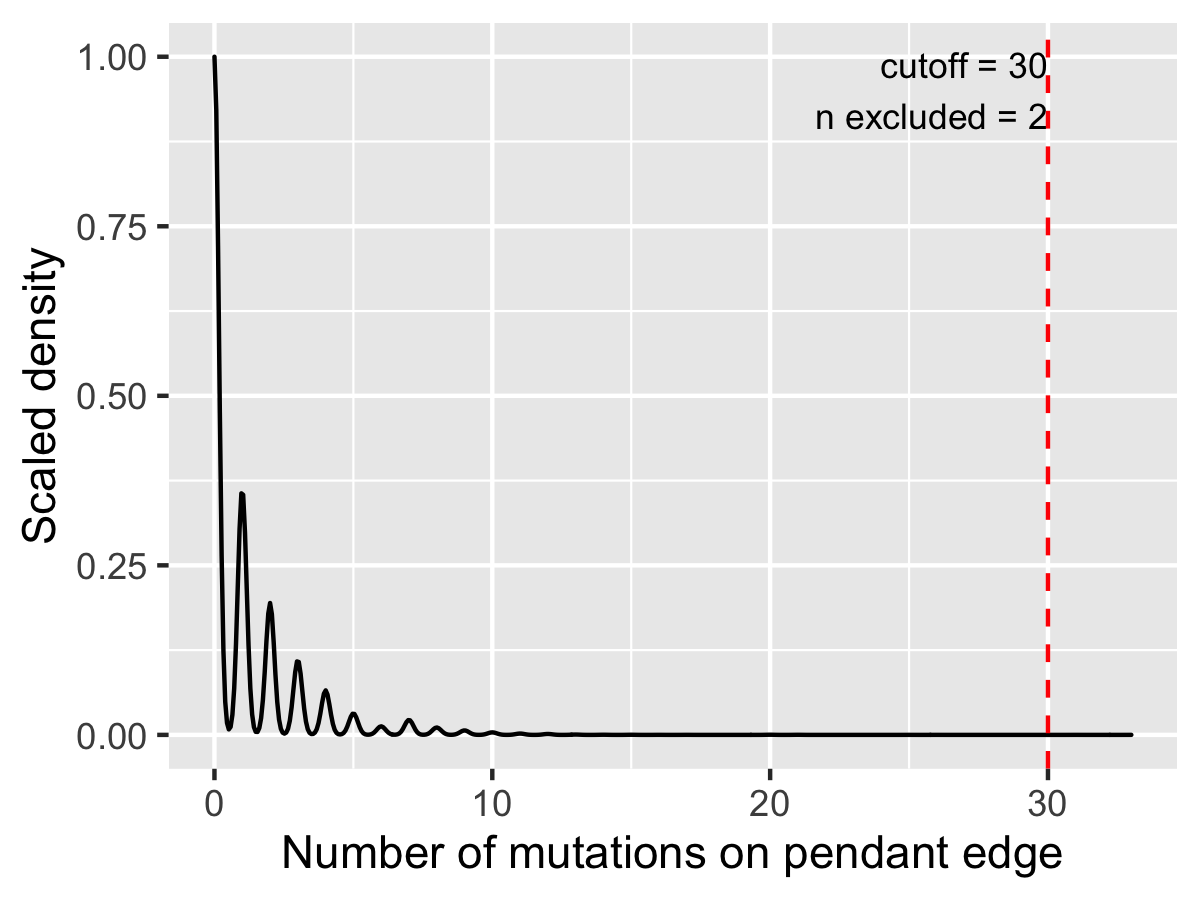 1.00
0.75
0.50
0.25
0.00
Scaled density
cutoff = 30
n excluded = 2
0
10
20
30
Number of mutations on pendant edge